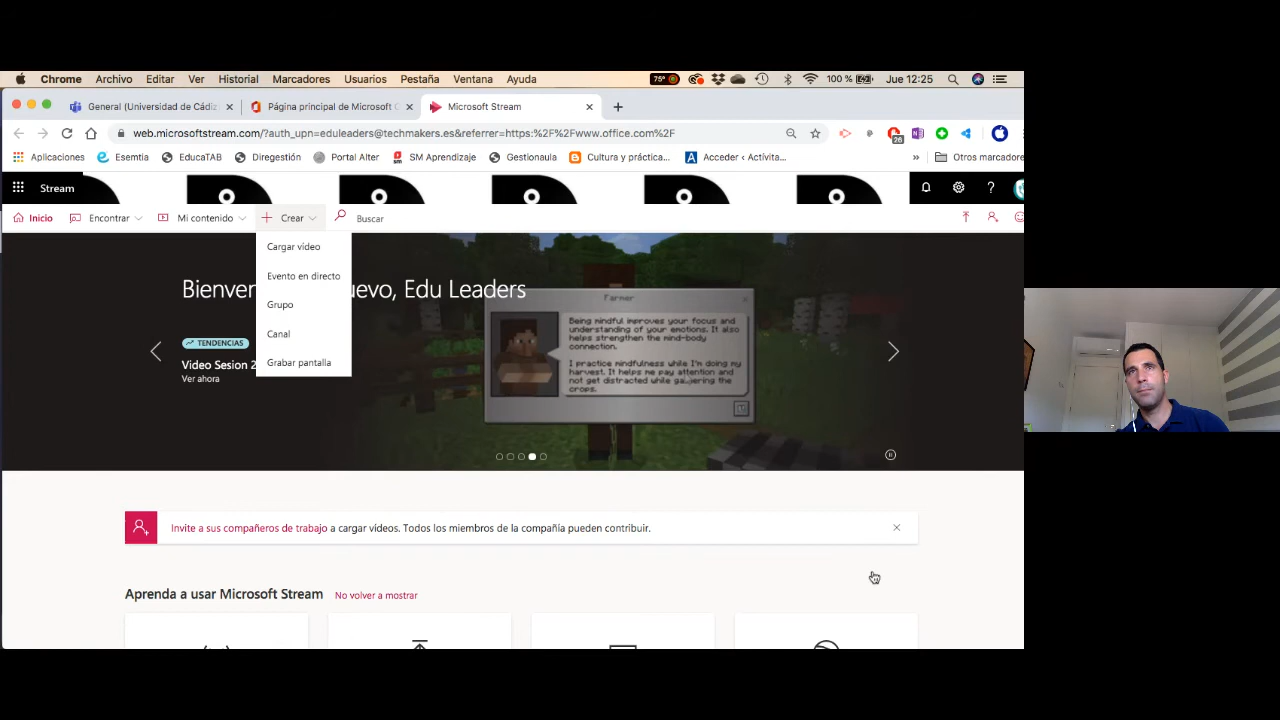 Chrome Archivo Editar Ver Historial Marcadores Usuarios Pestaña Ventana Ayuda 75° 100 % Jue 12:25
General (Universidad de Cádiz Página principal de Microsoft Microsoft Stream
web.microsoftstream.com/?auth_upn=eduleaders@techmakers.es&referrer=https:%2F%2Fwww.office.com%2F 26
Aplicaciones Esemtia EducaTAB Diregestión Portal Alter SM Aprendizaje Gestionaula Cultura y práctica... Acceder ‹ Activita... » Otros marcadore
Stream
Inicio Encontrar Mi contenido Crear Buscar
Cargar vídeo
Evento en directo
Grupo
Canal
Grabar pantalla
Bienven uevo, Edu Leaders
TENDENCIAS
Video Sesion 2
Ver ahora
Farmer
Being mindful improves your focus and
understanding of your emotions. It also
helps strengthen the mind-body
connection.
I practice mindfulness while I'm doing my
harvest. It helps me pay attention and
not get distracted while gathering the
crops.
Invite a sus compañeros de trabajo a cargar vídeos. Todos los miembros de la compañía pueden contribuir.
Aprenda a usar Microsoft Stream No volver a mostrar